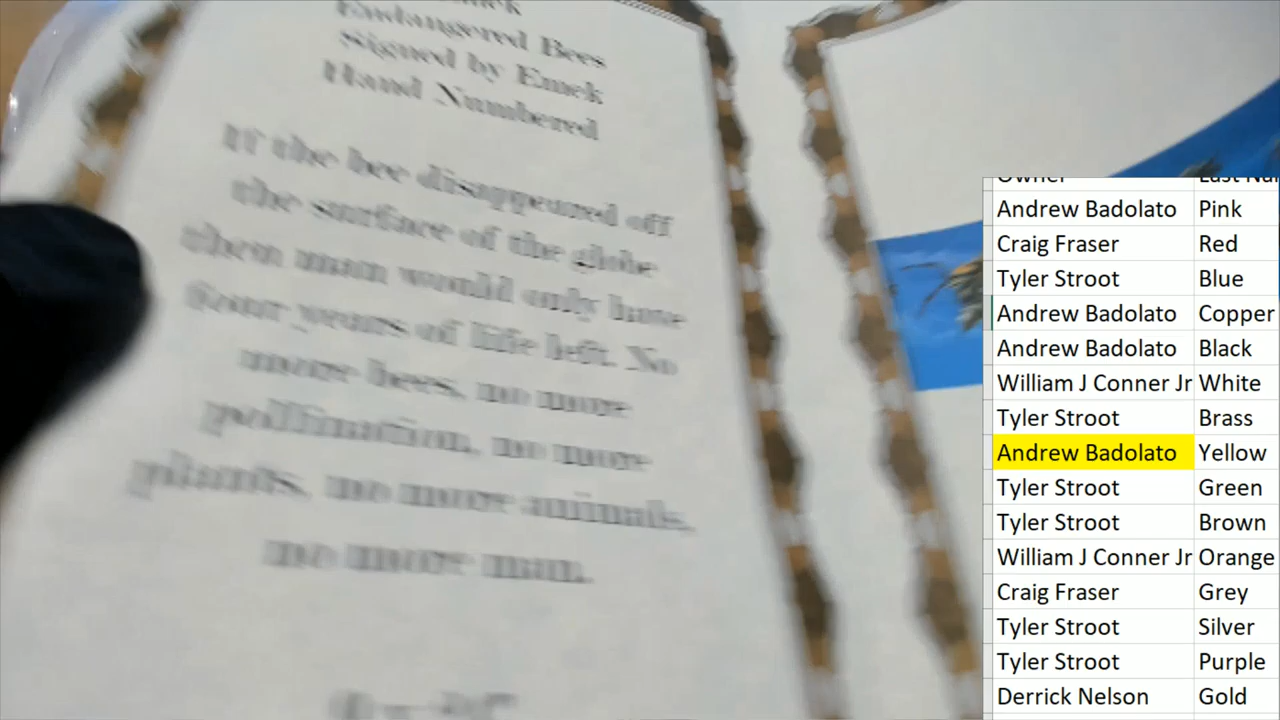 Endangered Bees
Signed by Emek
Hand Numbered
If the bee disappeared off
the surface of the globe
then man would only have
four years of life left. No
more bees, no more
pollination, no more
plants, no more animals,
no more man.
Owner
Andrew Badolato Pink
Craig Fraser Red
Tyler Stroot Blue
Andrew Badolato Copper
Andrew Badolato Black
William J Conner Jr White
Tyler Stroot Brass
Andrew Badolato Yellow
Tyler Stroot Green
Tyler Stroot Brown
William J Conner Jr Orange
Craig Fraser Grey
Tyler Stroot Silver
Tyler Stroot Purple
Derrick Nelson Gold